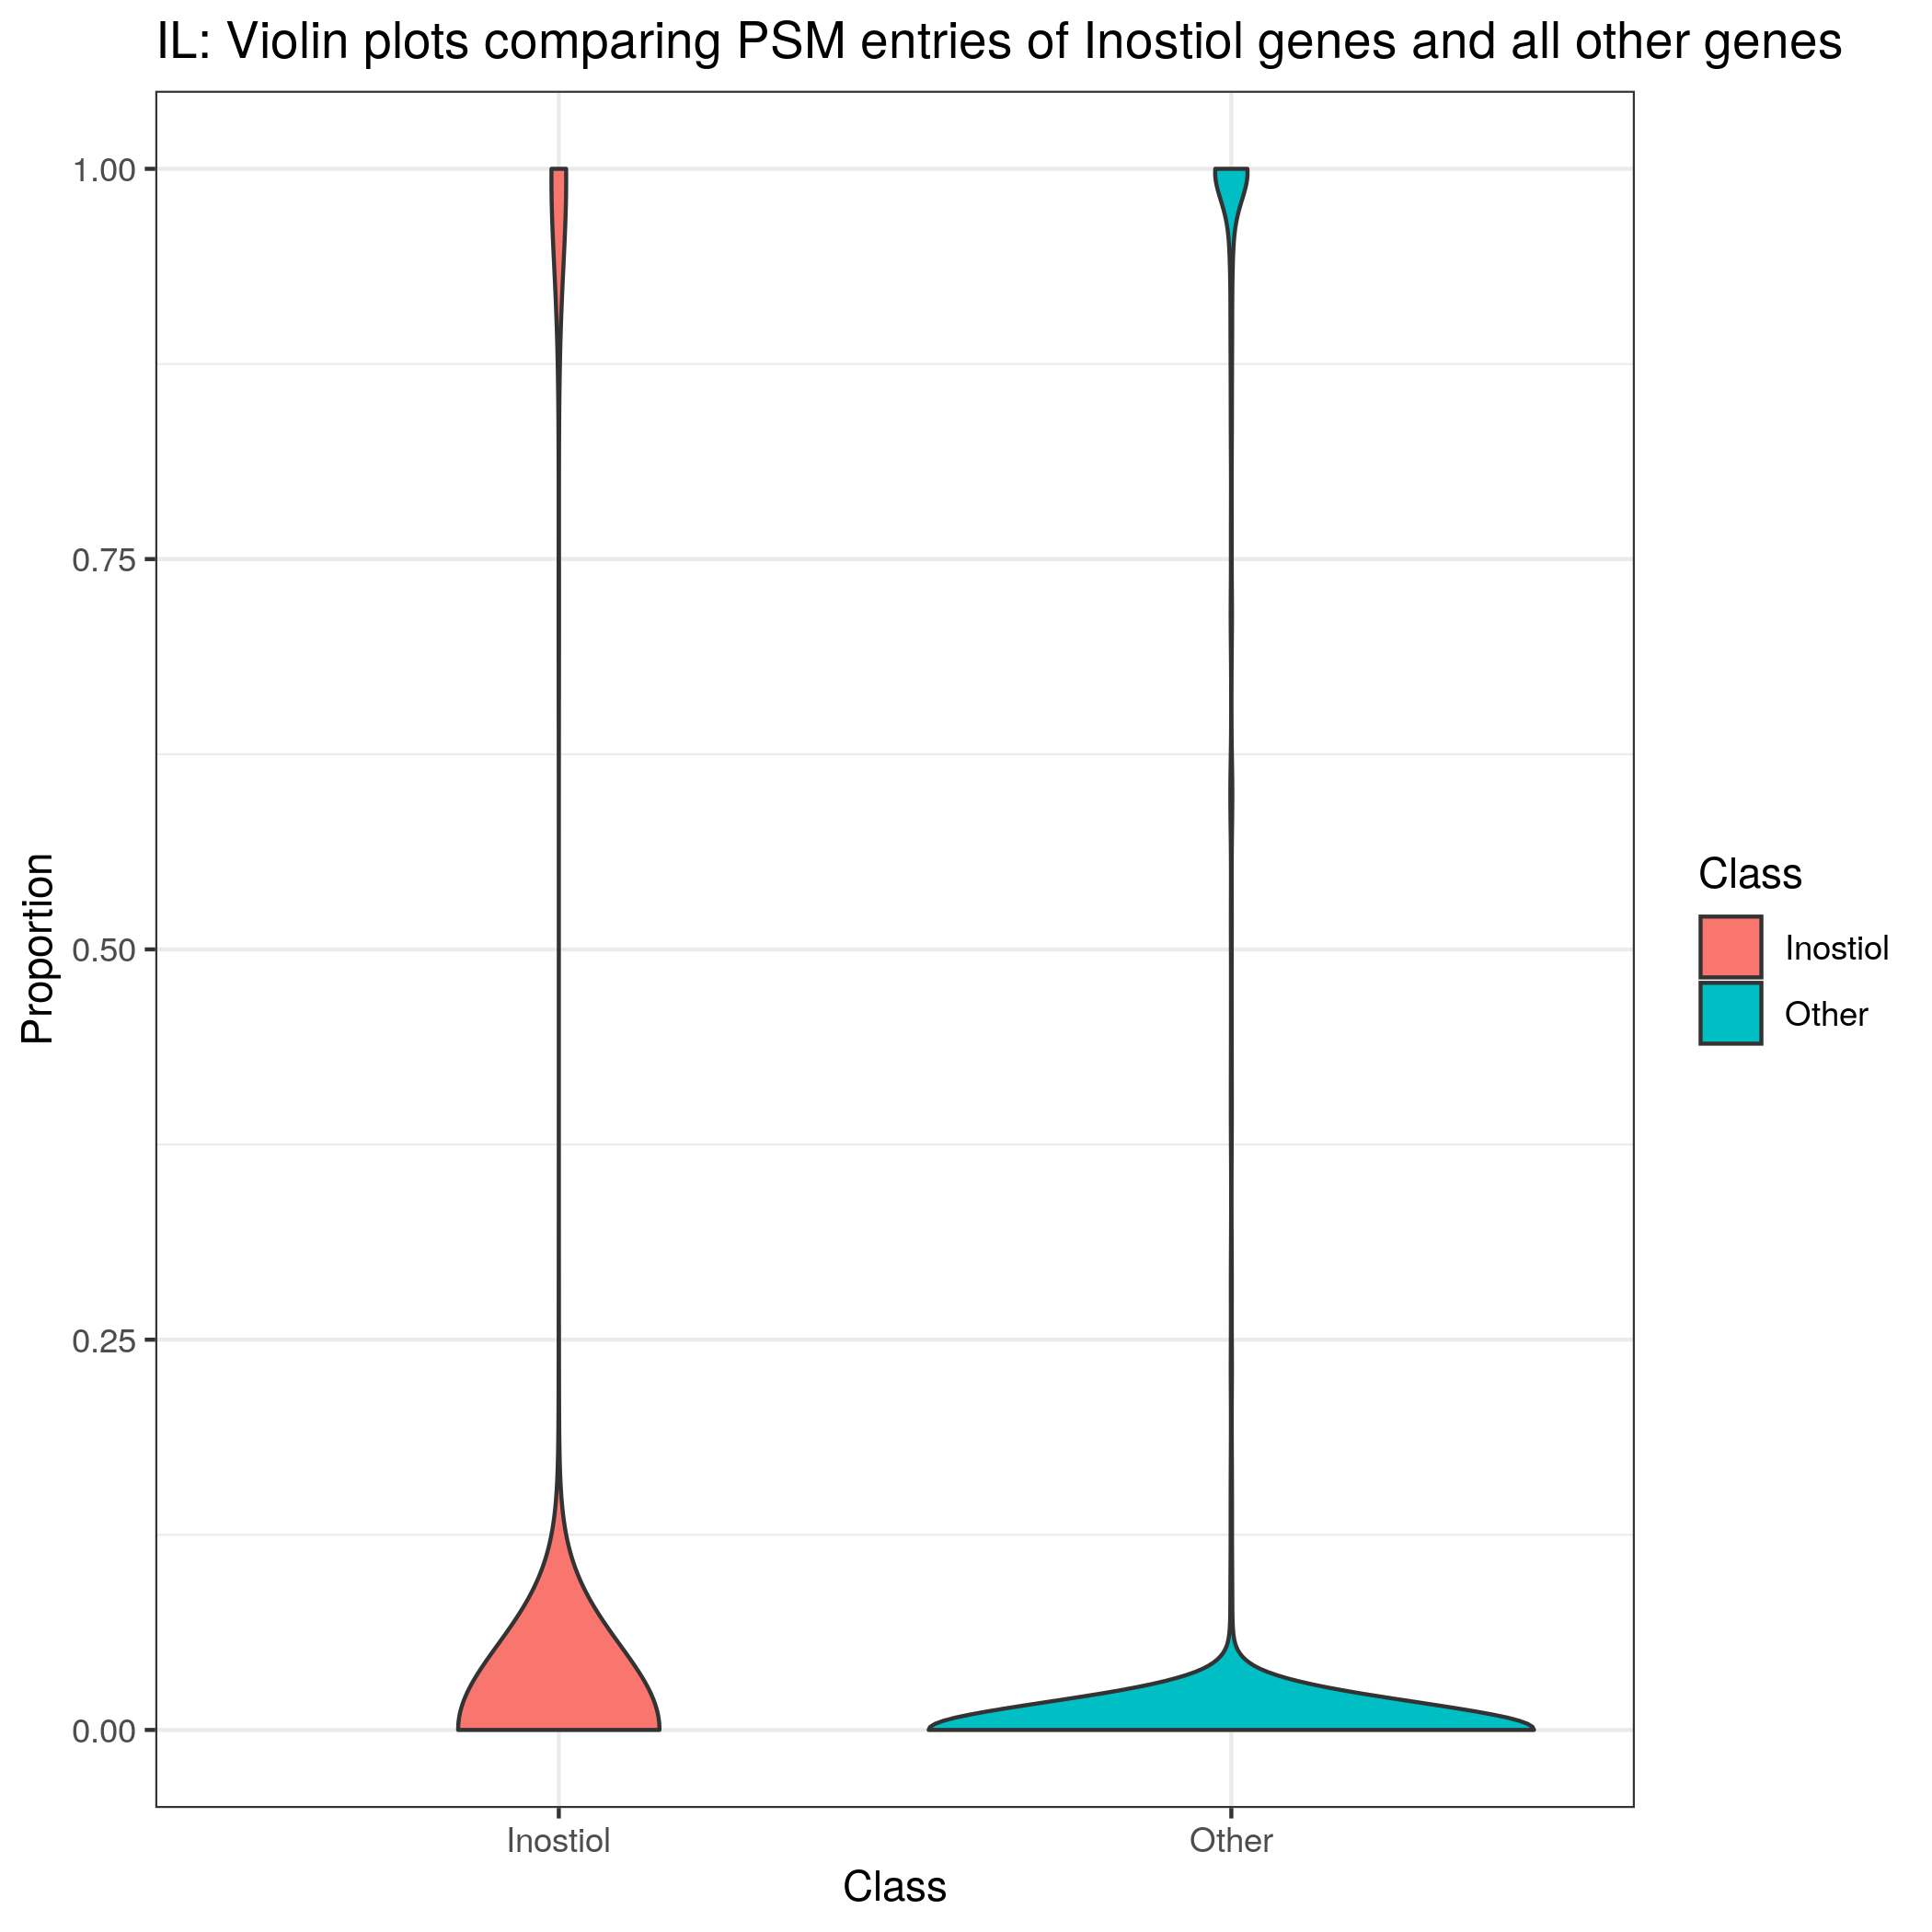 IL: Violin plots comparing PSM entries of Inostiol genes and all other genes
1.00
0.75
0.50
0.25
0.00
Proportion
Inostiol
Other
Class
Class
Inostiol
Other